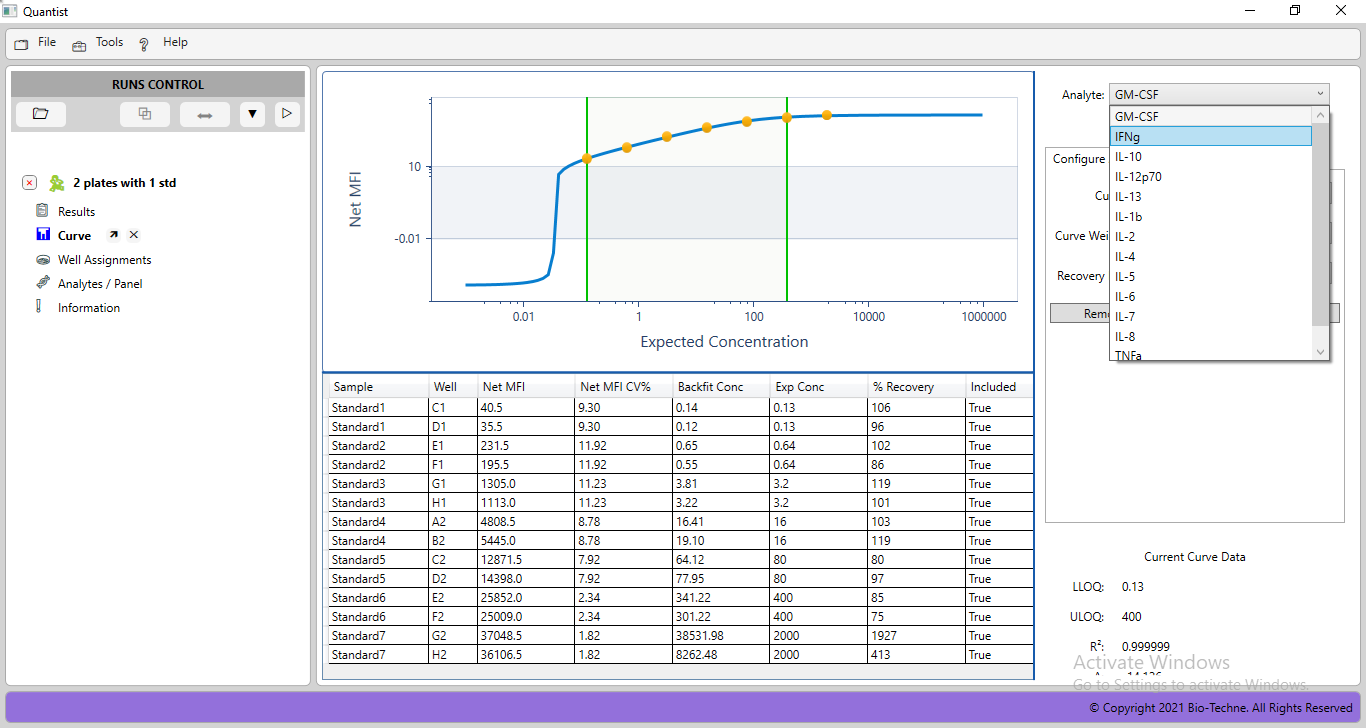 Quantist
File Tools ? Help
RUNS CONTROL
2 plates with 1 std
Results
Curve
Well Assignments
Analytes / Panel
Information
Net MFI
10
-0.01
0.01 1 100 10000 1000000
Expected Concentration
Sample Well Net MFI Net MFI CV% Backfit Conc Exp Conc % Recovery Included
Standard1 C1 40.5 9.30 0.14 0.13 106 True
Standard1 D1 35.5 9.30 0.12 0.13 96 True
Standard2 E1 231.5 11.92 0.65 0.64 102 True
Standard2 F1 195.5 11.92 0.55 0.64 86 True
Standard3 G1 1305.0 11.23 3.81 3.2 119 True
Standard3 H1 1113.0 11.23 3.22 3.2 101 True
Standard4 A2 4808.5 8.78 16.41 16 103 True
Standard4 B2 5445.0 8.78 19.10 16 119 True
Standard5 C2 12871.5 7.92 64.12 80 80 True
Standard5 D2 14398.0 7.92 77.95 80 97 True
Standard6 E2 25852.0 2.34 341.22 400 85 True
Standard6 F2 25009.0 2.34 301.22 400 75 True
Standard7 G2 37048.5 1.82 38531.98 2000 1927 True
Standard7 H2 36106.5 1.82 8262.48 2000 413 True
Analyte: GM-CSF
GM-CSF
IFNg
Configure
IL-10
IL-12p70
Cu
IL-13
IL-1b
Curve Wei
IL-2
IL-4
Recovery
IL-5
IL-6
Rem
IL-7
IL-8
TNFa
Current Curve Data
LLOQ: 0.13
ULOQ: 400
R²: 0.999999
Activate Windows
Go to Settings to activate Windows.
© Copyright 2021 Bio-Techne. All Rights Reserved